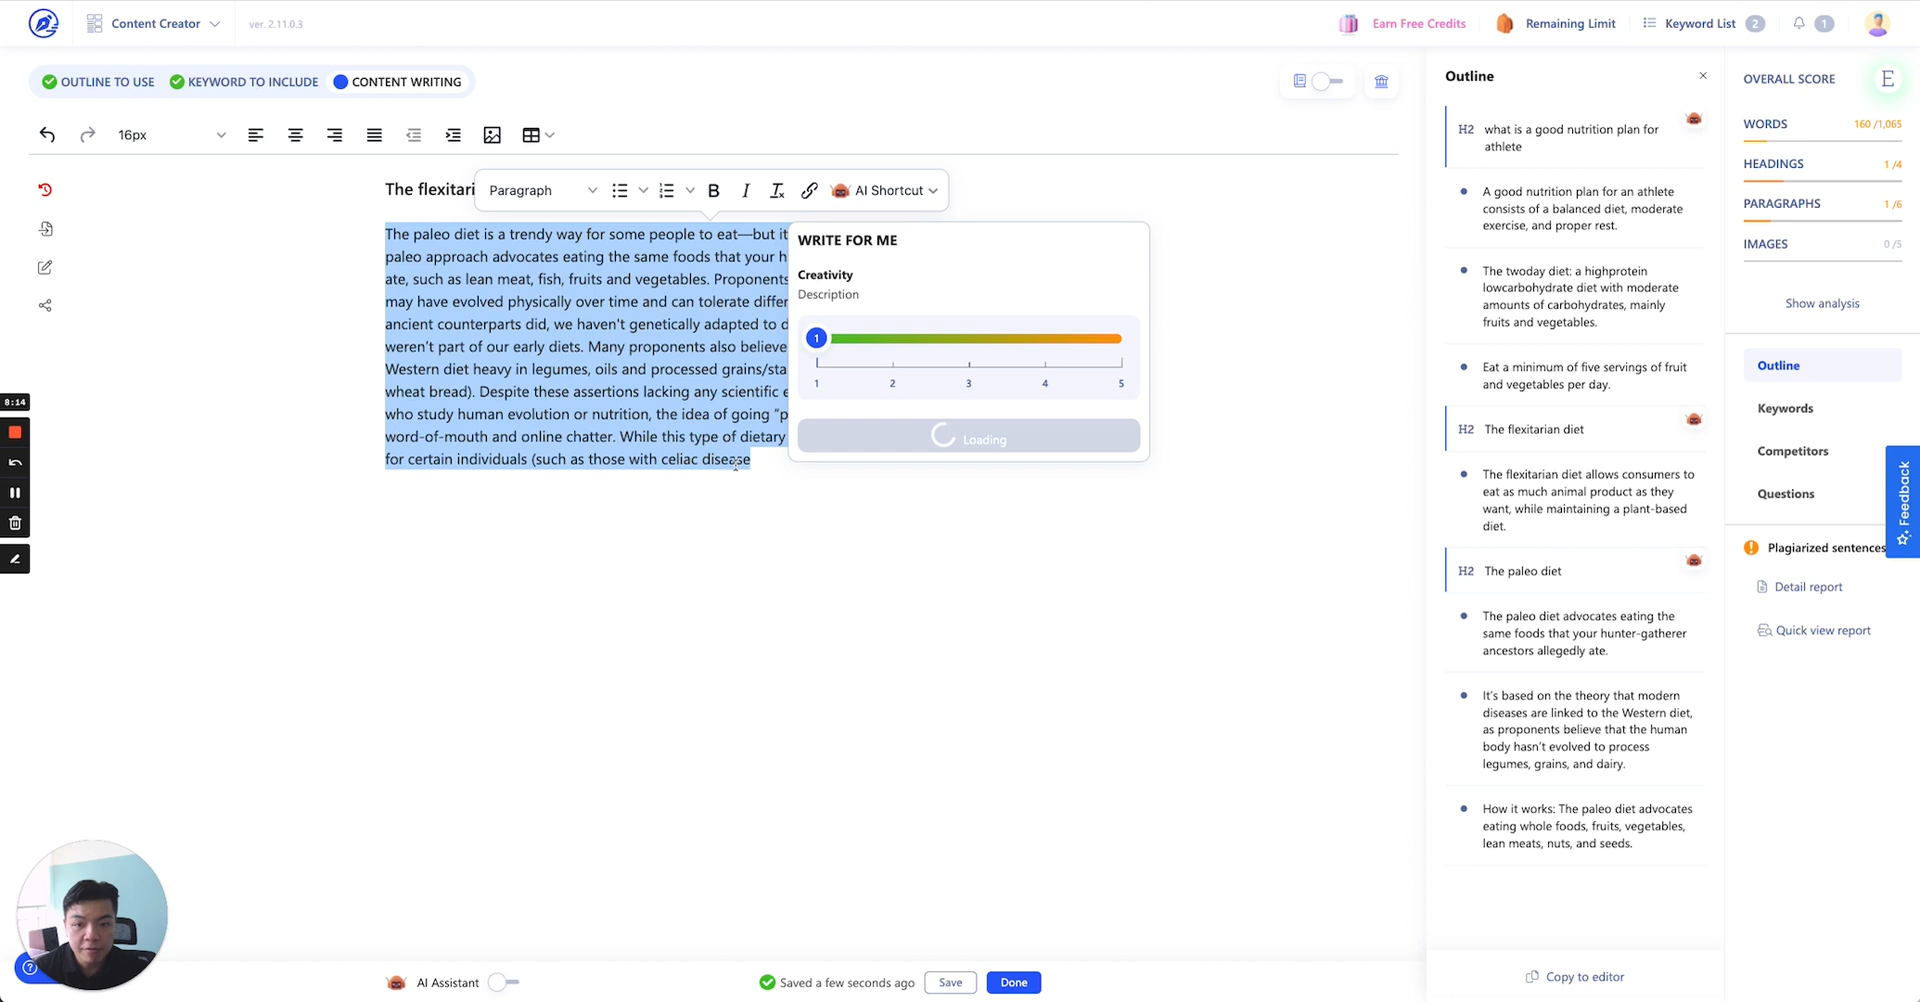 Content Creator
ver. 2.11.0.3
Earn Free Credits
Remaining Limit
Keyword List 2
1
OUTLINE TO USE
KEYWORD TO INCLUDE
CONTENT WRITING
16px
The flexitari
Paragraph
B I
AI Shortcut
The paleo diet is a trendy way for some people to eat—but it
paleo approach advocates eating the same foods that your h
ate, such as lean meat, fish, fruits and vegetables. Proponents
may have evolved physically over time and can tolerate differ
ancient counterparts did, we haven't genetically adapted to d
weren't part of our early diets. Many proponents also believe
Western diet heavy in legumes, oils and processed grains/sta
wheat bread). Despite these assertions lacking any scientific e
who study human evolution or nutrition, the idea of going “p
word-of-mouth and online chatter. While this type of dietary
for certain individuals (such as those with celiac disease
WRITE FOR ME
Creativity
Description
1
1 2 3 4 5
Loading
8:14
AI Assistant
Saved a few seconds ago
Save
Done
Outline
H2 what is a good nutrition plan for
athlete
A good nutrition plan for an athlete
consists of a balanced diet, moderate
exercise, and proper rest.
The twoday diet: a highprotein
lowcarbohydrate diet with moderate
amounts of carbohydrates, mainly
fruits and vegetables.
Eat a minimum of five servings of fruit
and vegetables per day.
H2 The flexitarian diet
The flexitarian diet allows consumers to
eat as much animal product as they
want, while maintaining a plant-based
diet.
H2 The paleo diet
The paleo diet advocates eating the
same foods that your hunter-gatherer
ancestors allegedly ate.
It's based on the theory that modern
diseases are linked to the Western diet,
as proponents believe that the human
body hasn't evolved to process
legumes, grains, and dairy.
How it works: The paleo diet advocates
eating whole foods, fruits, vegetables,
lean meats, nuts, and seeds.
Copy to editor
OVERALL SCORE E
WORDS 160 /1,065
HEADINGS 1 /4
PARAGRAPHS 1 /6
IMAGES 0 /5
Show analysis
Outline
Keywords
Competitors
Questions
Plagiarized sentences
Detail report
Quick view report
Feedback